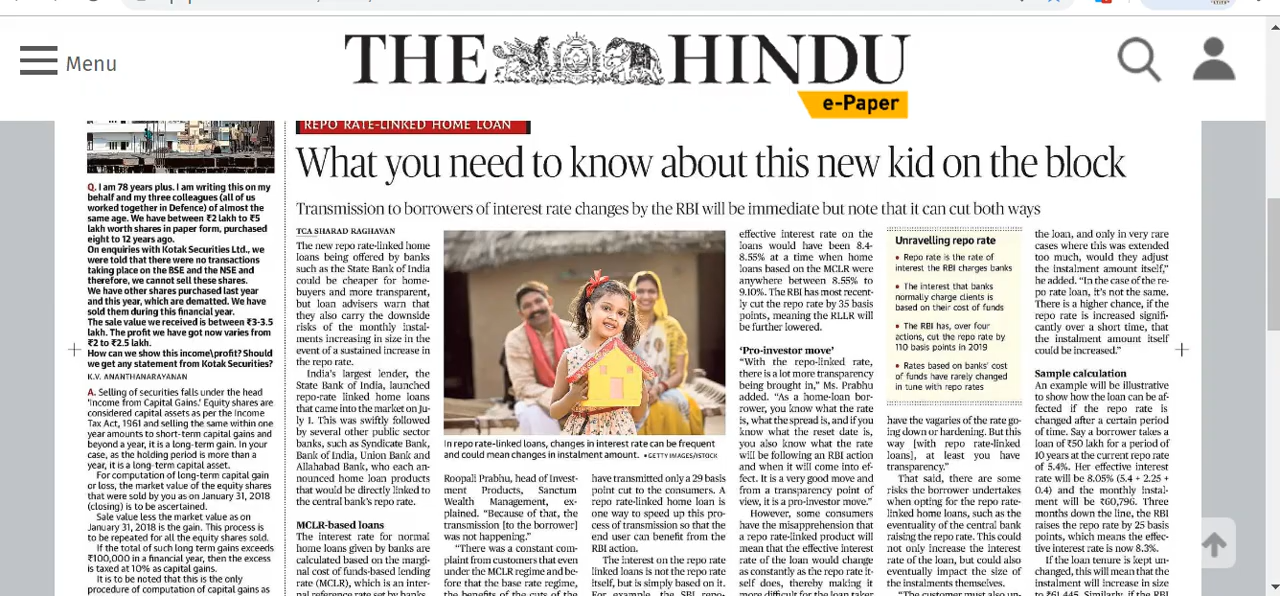 Menu
THE HINDU
e-Paper
Q. I am 78 years plus. I am writing this on my
behalf and my three colleagues (all of us
worked together in Defence) of almost the
same age. We have between ₹2 lakh to ₹5
lakh worth shares in paper form, purchased
eight to 12 years ago.
On enquiries with Kotak Securities Ltd., we
were told that there were no transactions
taking place on the BSE and the NSE and
therefore, we cannot sell these shares.
We have other shares purchased last year
and this year, which are dematted. We have
sold them during this financial year.
The sale value we received is between ₹3-3.5
lakh. The profit we have got now varies from
₹2 to ₹2.5 lakh.
How can we show this income\profit? Should
we get any statement from Kotak Securities?
K.V. ANANTHANARAYANAN
A. Selling of securities falls under the head
'Income from Capital Gains.' Equity shares are
considered capital assets as per the Income
Tax Act, 1961 and selling the same within one
year amounts to short-term capital gains and
beyond a year, it is a long-term gain. In your
case, as the holding period is more than a
year, it is a long-term capital asset.
For computation of long-term capital gain
or loss, the market value of the equity shares
that were sold by you as on January 31, 2018
(closing) is to be ascertained.
Sale value less the market value as on
January 31, 2018 is the gain. This process is
to be repeated for all the equity shares sold.
If the total of such long term gains exceeds
₹100,000 in a financial year, then the excess
is taxed at 10% as capital gains.
It is to be noted that this is the only
procedure of computation of capital gains as
REPO RATE-LINKED HOME LOAN
What you need to know about this new kid on the block
Transmission to borrowers of interest rate changes by the RBI will be immediate but note that it can cut both ways
TCA SHARAD RAGHAVAN
The new repo rate-linked home
loans being offered by banks
such as the State Bank of India
could be cheaper for home-
buyers and more transparent,
but loan advisers warn that
they also carry the downside
risks of the monthly instal-
ments increasing in size in the
event of a sustained increase in
the repo rate.
India's largest lender, the
State Bank of India, launched
repo-rate linked home loans
that came into the market on Ju-
ly 1. This was swiftly followed
by several other public sector
banks, such as Syndicate Bank,
Bank of India, Union Bank and
Allahabad Bank, who each an-
nounced home loan products
that would be directly linked to
the central bank's repo rate.
MCLR-based loans
The interest rate for normal
home loans given by banks are
calculated based on the margi-
nal cost of funds-based lending
rate (MCLR), which is an inter-
nal reference rate set by banks.
In repo rate-linked loans, changes in interest rate can be frequent
and could mean changes in instalment amount. •GETTY IMAGES/ISTOCK
Roopali Prabhu, head of Invest-
ment Products, Sanctum
Wealth Management, ex-
plained. "Because of that, the
transmission [to the borrower]
was not happening."
"There was a constant com-
plaint from customers that even
under the MCLR regime and be-
fore that the base rate regime,
the benefits of the cuts of the
have transmitted only a 29 basis
point cut to the consumers. A
repo rate-linked home loan is
one way to speed up this pro-
cess of transmission so that the
end user can benefit from the
RBI action.
The interest on the repo rate
linked loans is not the repo rate
itself, but is simply based on it.
For example, the SBI repo-
effective interest rate on the
loans would have been 8.4-
8.55% at a time when home
loans based on the MCLR were
anywhere between 8.55% to
9.10%. The RBI has most recent-
ly cut the repo rate by 35 basis
points, meaning the RLLR will
be further lowered.
'Pro-investor move'
"With the repo-linked rate,
there is a lot more transparency
being brought in," Ms. Prabhu
added. "As a home-loan bor-
rower, you know what the rate
is, what the spread is, and if you
know what the reset date is,
you also know what the rate
will be following an RBI action
and when it will come into ef-
fect. It is a very good move and
from a transparency point of
view, it is a pro-investor move."
However, some consumers
have the misapprehension that
a repo rate-linked product will
mean that the effective interest
rate of the loan would change
as constantly as the repo rate it-
self does, thereby making it
more difficult for the loan taker
Unravelling repo rate
▪ Repo rate is the rate of
interest the RBI charges banks
▪ The interest that banks
normally charge clients is
based on their cost of funds
▪ The RBI has, over four
actions, cut the repo rate by
110 basis points in 2019
▪ Rates based on banks' cost
of funds have rarely changed
in tune with repo rates
have the vagaries of the rate go-
ing down or hardening. But this
way [with repo rate-linked
loans], at least you have
transparency."
That said, there are some
risks the borrower undertakes
when opting for the repo rate-
linked home loans, such as the
eventuality of the central bank
raising the repo rate. This could
not only increase the interest
rate of the loan, but could also
eventually impact the size of
the instalments themselves.
"The customer must also un-
the loan, and only in very rare
cases where this was extended
too much, would they adjust
the instalment amount itself,"
he added. "In the case of the re-
po rate loan, it's not the same.
There is a higher chance, if the
repo rate is increased signifi-
cantly over a short time, that
the instalment amount itself
could be increased."
Sample calculation
An example will be illustrative
to show how the loan can be af-
fected if the repo rate is
changed after a certain period
of time. Say a borrower takes a
loan of ₹50 lakh for a period of
10 years at the current repo rate
of 5.4%. Her effective interest
rate will be 8.05% (5.4 + 2.25 +
0.4) and the monthly instal-
ment will be ₹60,796. Three
months down the line, the RBI
raises the repo rate by 25 basis
points, which means the effec-
tive interest rate is now 8.3%.
If the loan tenure is kept un-
changed, this will mean that the
instalment will increase in size
to ₹61,445. Similarly, if the RBI